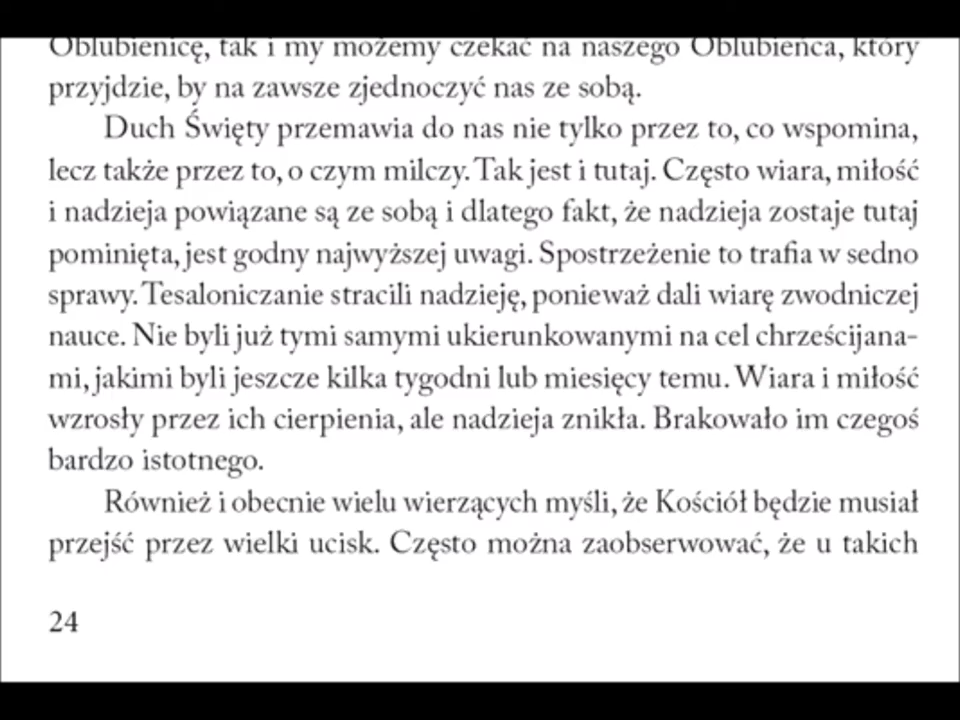 Oblubienicę, tak i my możemy czekać na naszego Oblubieńca, który
przyjdzie, by na zawsze zjednoczyć nas ze sobą.
Duch Święty przemawia do nas nie tylko przez to, co wspomina,
lecz także przez to, o czym milczy. Tak jest i tutaj. Często wiara, miłość
i nadzieja powiązane są ze sobą i dlatego fakt, że nadzieja zostaje tutaj
pominięta, jest godny najwyższej uwagi. Spostrzeżenie to trafia w sedno
sprawy. Tesaloniczanie stracili nadzieję, ponieważ dali wiarę zwodniczej
nauce. Nie byli już tymi samymi ukierunkowanymi na cel chrześcijana-
mi, jakimi byli jeszcze kilka tygodni lub miesięcy temu. Wiara i miłość
wzrosły przez ich cierpienia, ale nadzieja znikła. Brakowało im czegoś
bardzo istotnego.
Również i obecnie wielu wierzących myśli, że Kościół będzie musiał
przejść przez wielki ucisk. Często można zaobserwować, że u takich
24